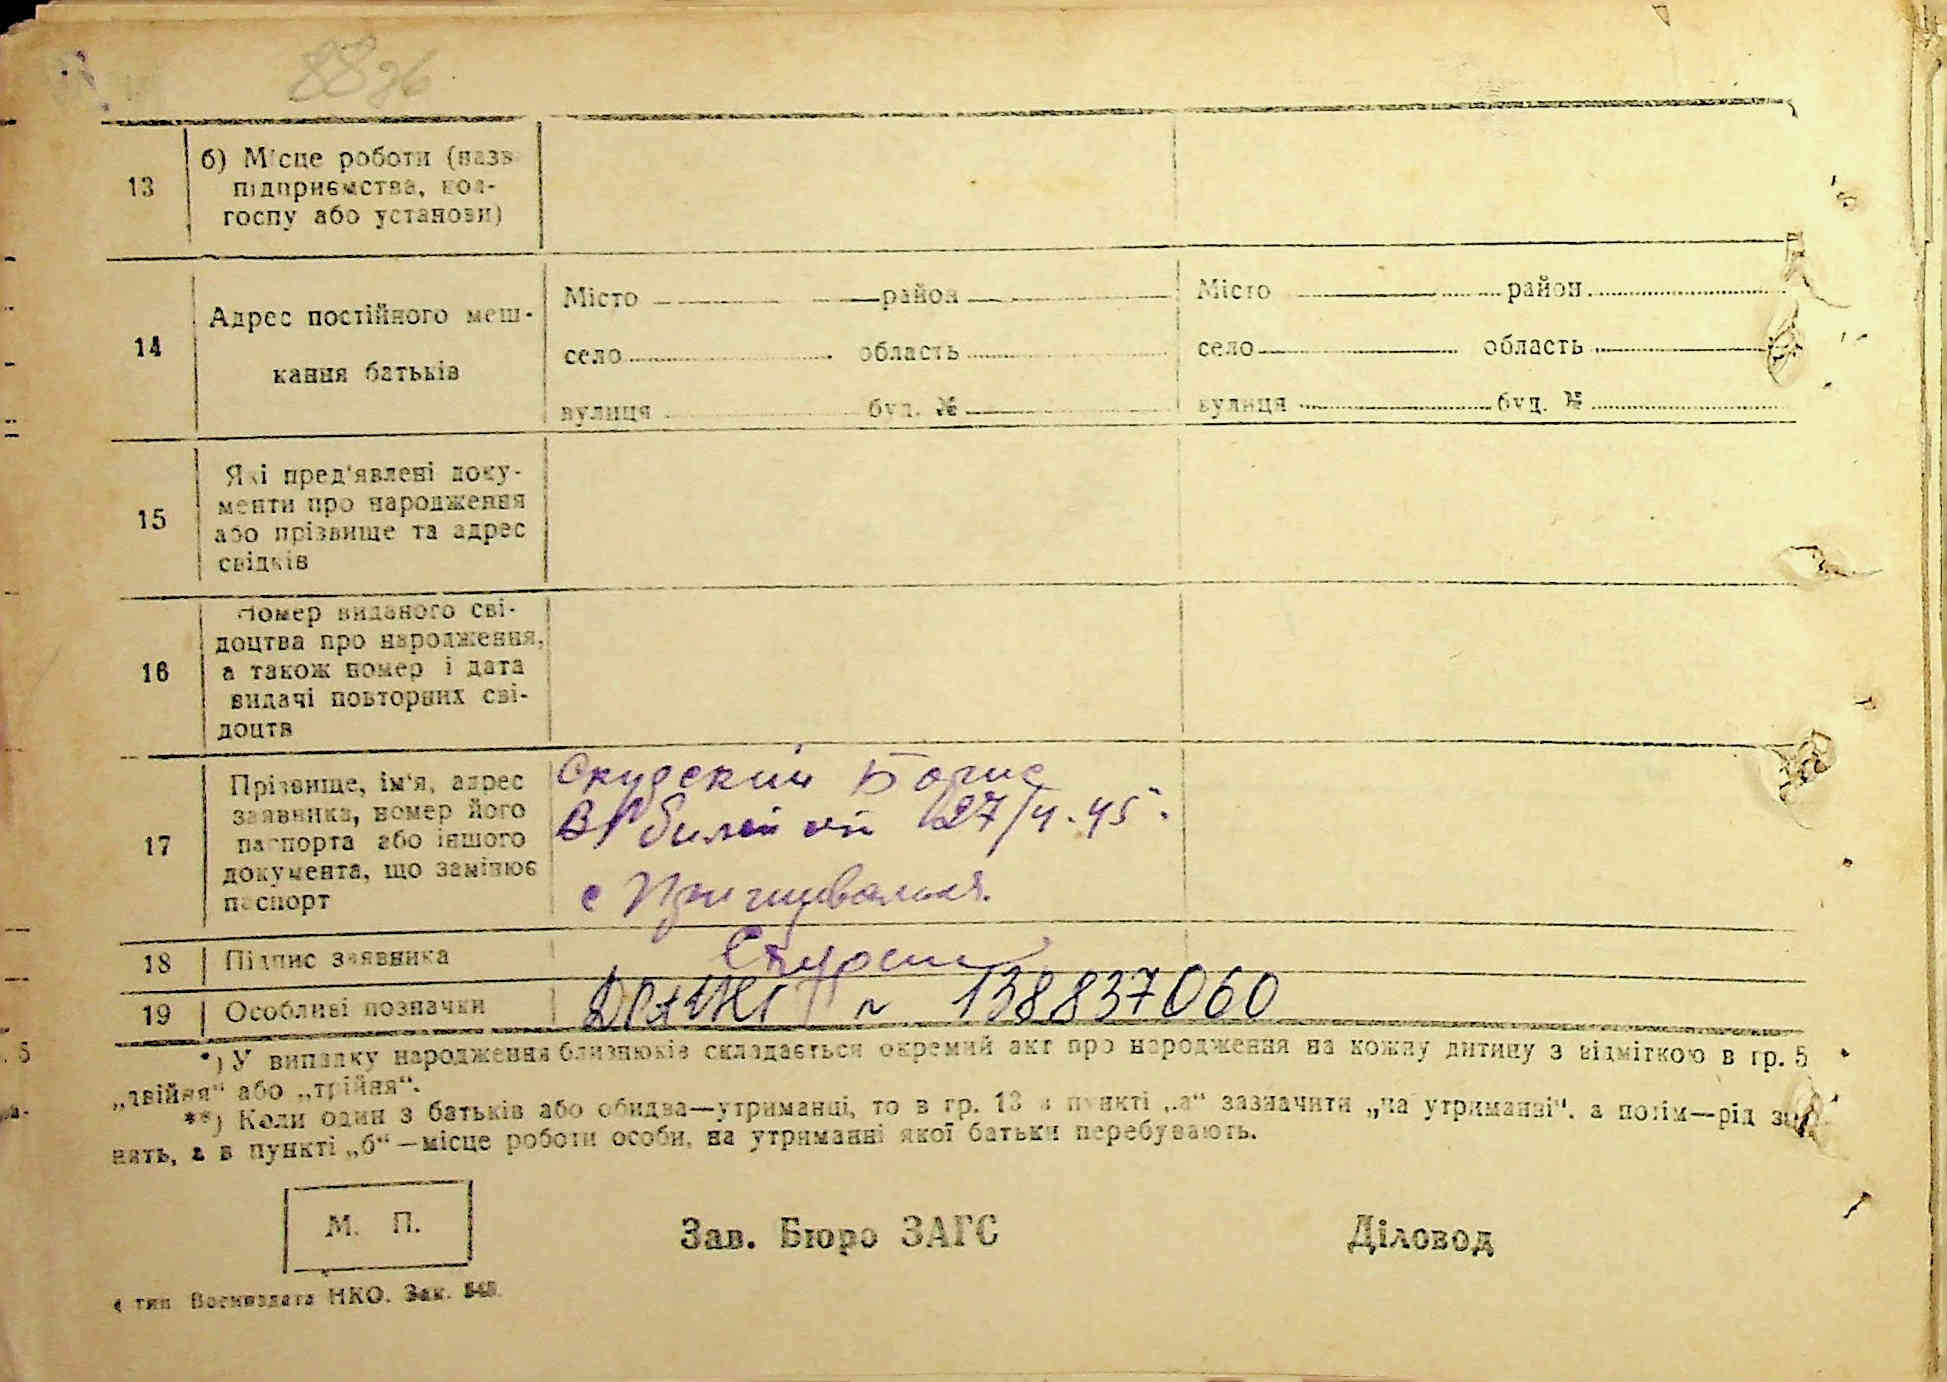 13
б) Місце роботи (назв
підприємства, кол-
госпу або установи)
14
Адрес постійного меш-
кання батьків
Місто район
село область
вулиця буд. №
Місто район
село область
вулиця буд. №
15
Які пред'явлені доку-
менти про народження
або прізвище та адрес
свідків
16
Номер виданого сві-
доцтва про народження,
а також номер і дата
видачі повторних сві-
доцтв
17
Прізвище, ім'я, адрес
заявника, номер його
паспорта або іншого
документа, що замінює
паспорт
Борис
27/
с
18
Підпис заявника
19
Особливі позначки
138837060
*) У випадку народження близнюків складається окремий акт про народження на кожну дитину з відміткою в гр. 5
„двійня“ або „трійня“.
**) Коли один з батьків або обидва—утриманці, то в гр. 13 в пункті „а“ зазначити „на утриманні“, а потім—рід за
нять, а в пункті „б“—місце роботи особи, на утриманні якої батьки перебувають.
М. П.
Зав. Бюро ЗАГС
Діловод
тип Воениздата НКО. Зак.